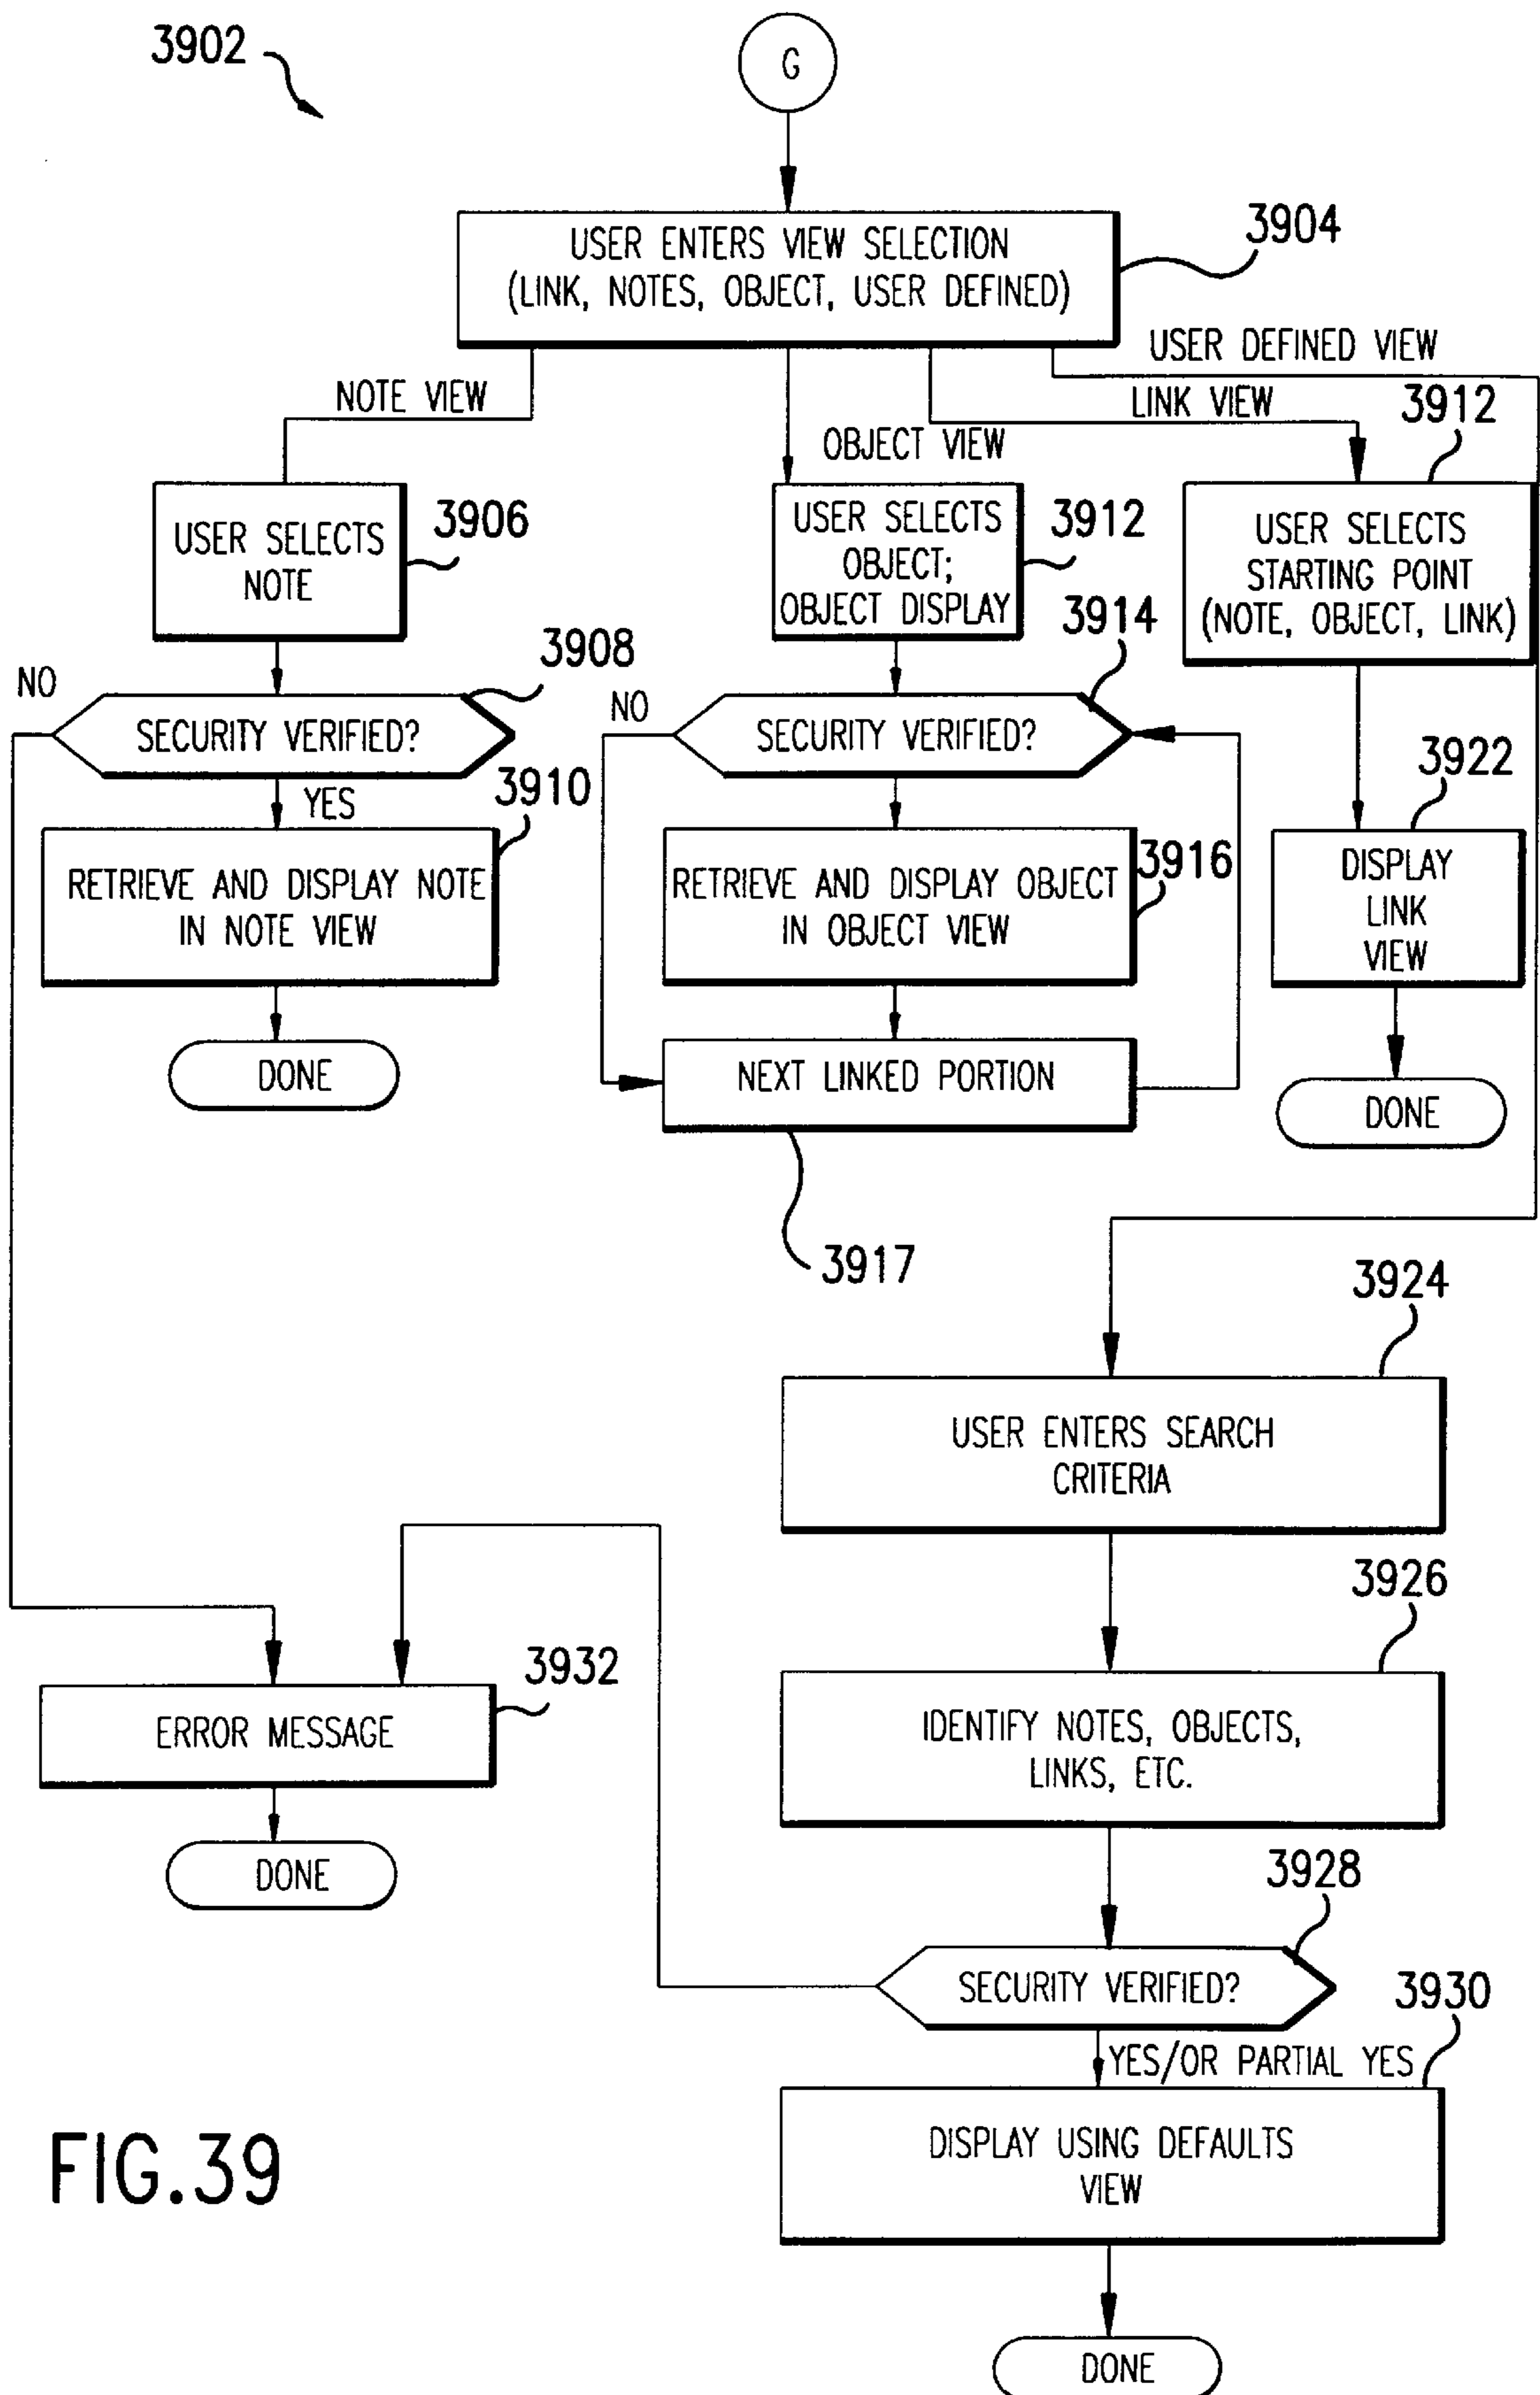 3902
G
USER ENTERS VIEW SELECTION
(LINK, NOTES, OBJECT, USER DEFINED)
3904
USER DEFINED VIEW
NOTE VIEW
LINK VIEW
3912
OBJECT VIEW
USER SELECTS
NOTE
3906
USER SELECTS
OBJECT;
OBJECT DISPLAY
3912
USER SELECTS
STARTING POINT
(NOTE, OBJECT, LINK)
3914
3908
NO
SECURITY VERIFIED?
NO
SECURITY VERIFIED?
3922
YES
3910
RETRIEVE AND DISPLAY NOTE
IN NOTE VIEW
RETRIEVE AND DISPLAY OBJECT
IN OBJECT VIEW
3916
DISPLAY
LINK
VIEW
DONE
NEXT LINKED PORTION
DONE
3917
3924
USER ENTERS SEARCH
CRITERIA
3926
3932
ERROR MESSAGE
IDENTIFY NOTES, OBJECTS,
LINKS, ETC.
DONE
3928
SECURITY VERIFIED?
3930
YES/OR PARTIAL YES
DISPLAY USING DEFAULTS
VIEW
FIG.39
DONE